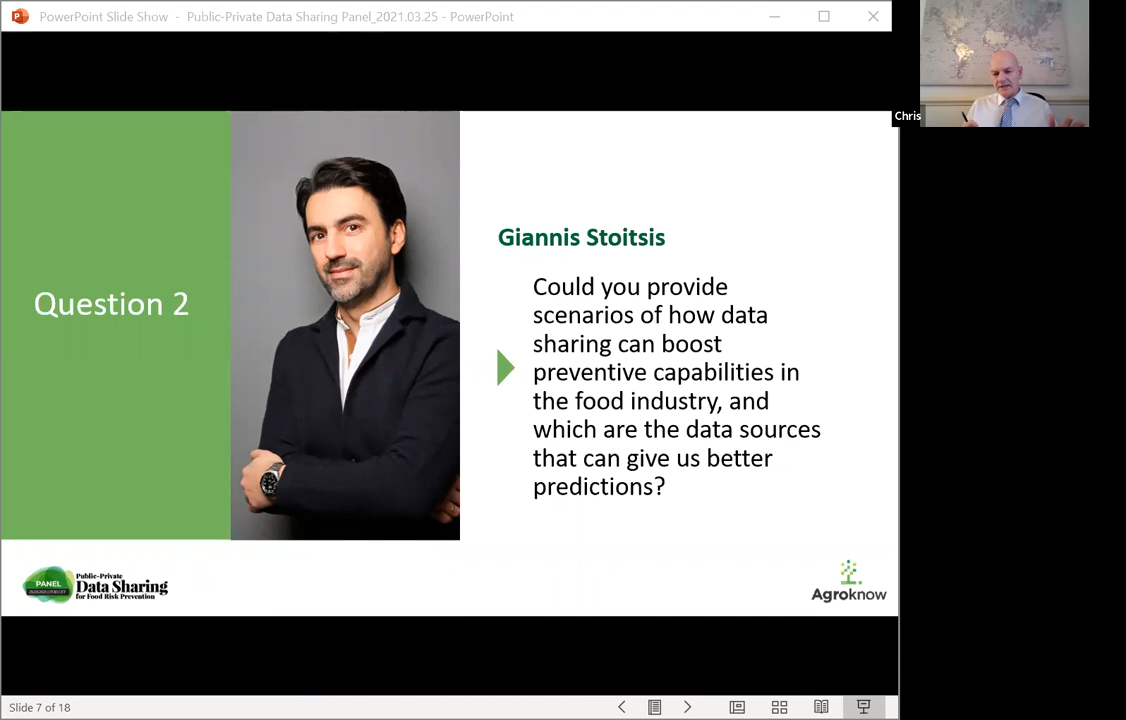 PowerPoint Slide Show - Public-Private Data Sharing Panel_2021.03.25 - PowerPoint
Chris
Question 2
Giannis Stoitsis
Could you provide
scenarios of how data
sharing can boost
preventive capabilities in
the food industry, and
which are the data sources
that can give us better
predictions?
PANEL
Public-Private
Data Sharing
for Food Risk Prevention
Agroknow
Slide 7 of 18